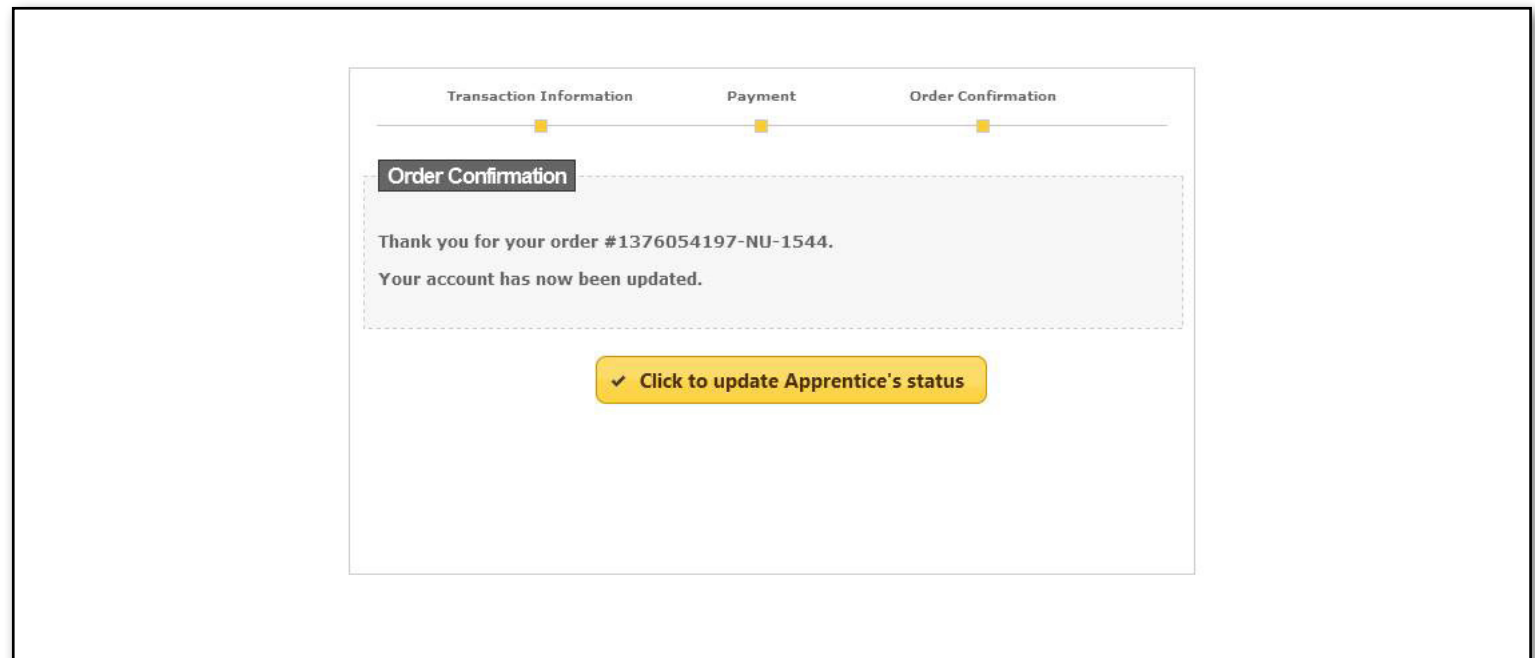 Transaction Information Payment Order Confirmation
Order Confirmation
Thank you for your order #1376054197-NU-1544.
Your account has now been updated.
Click to update Apprentice's status